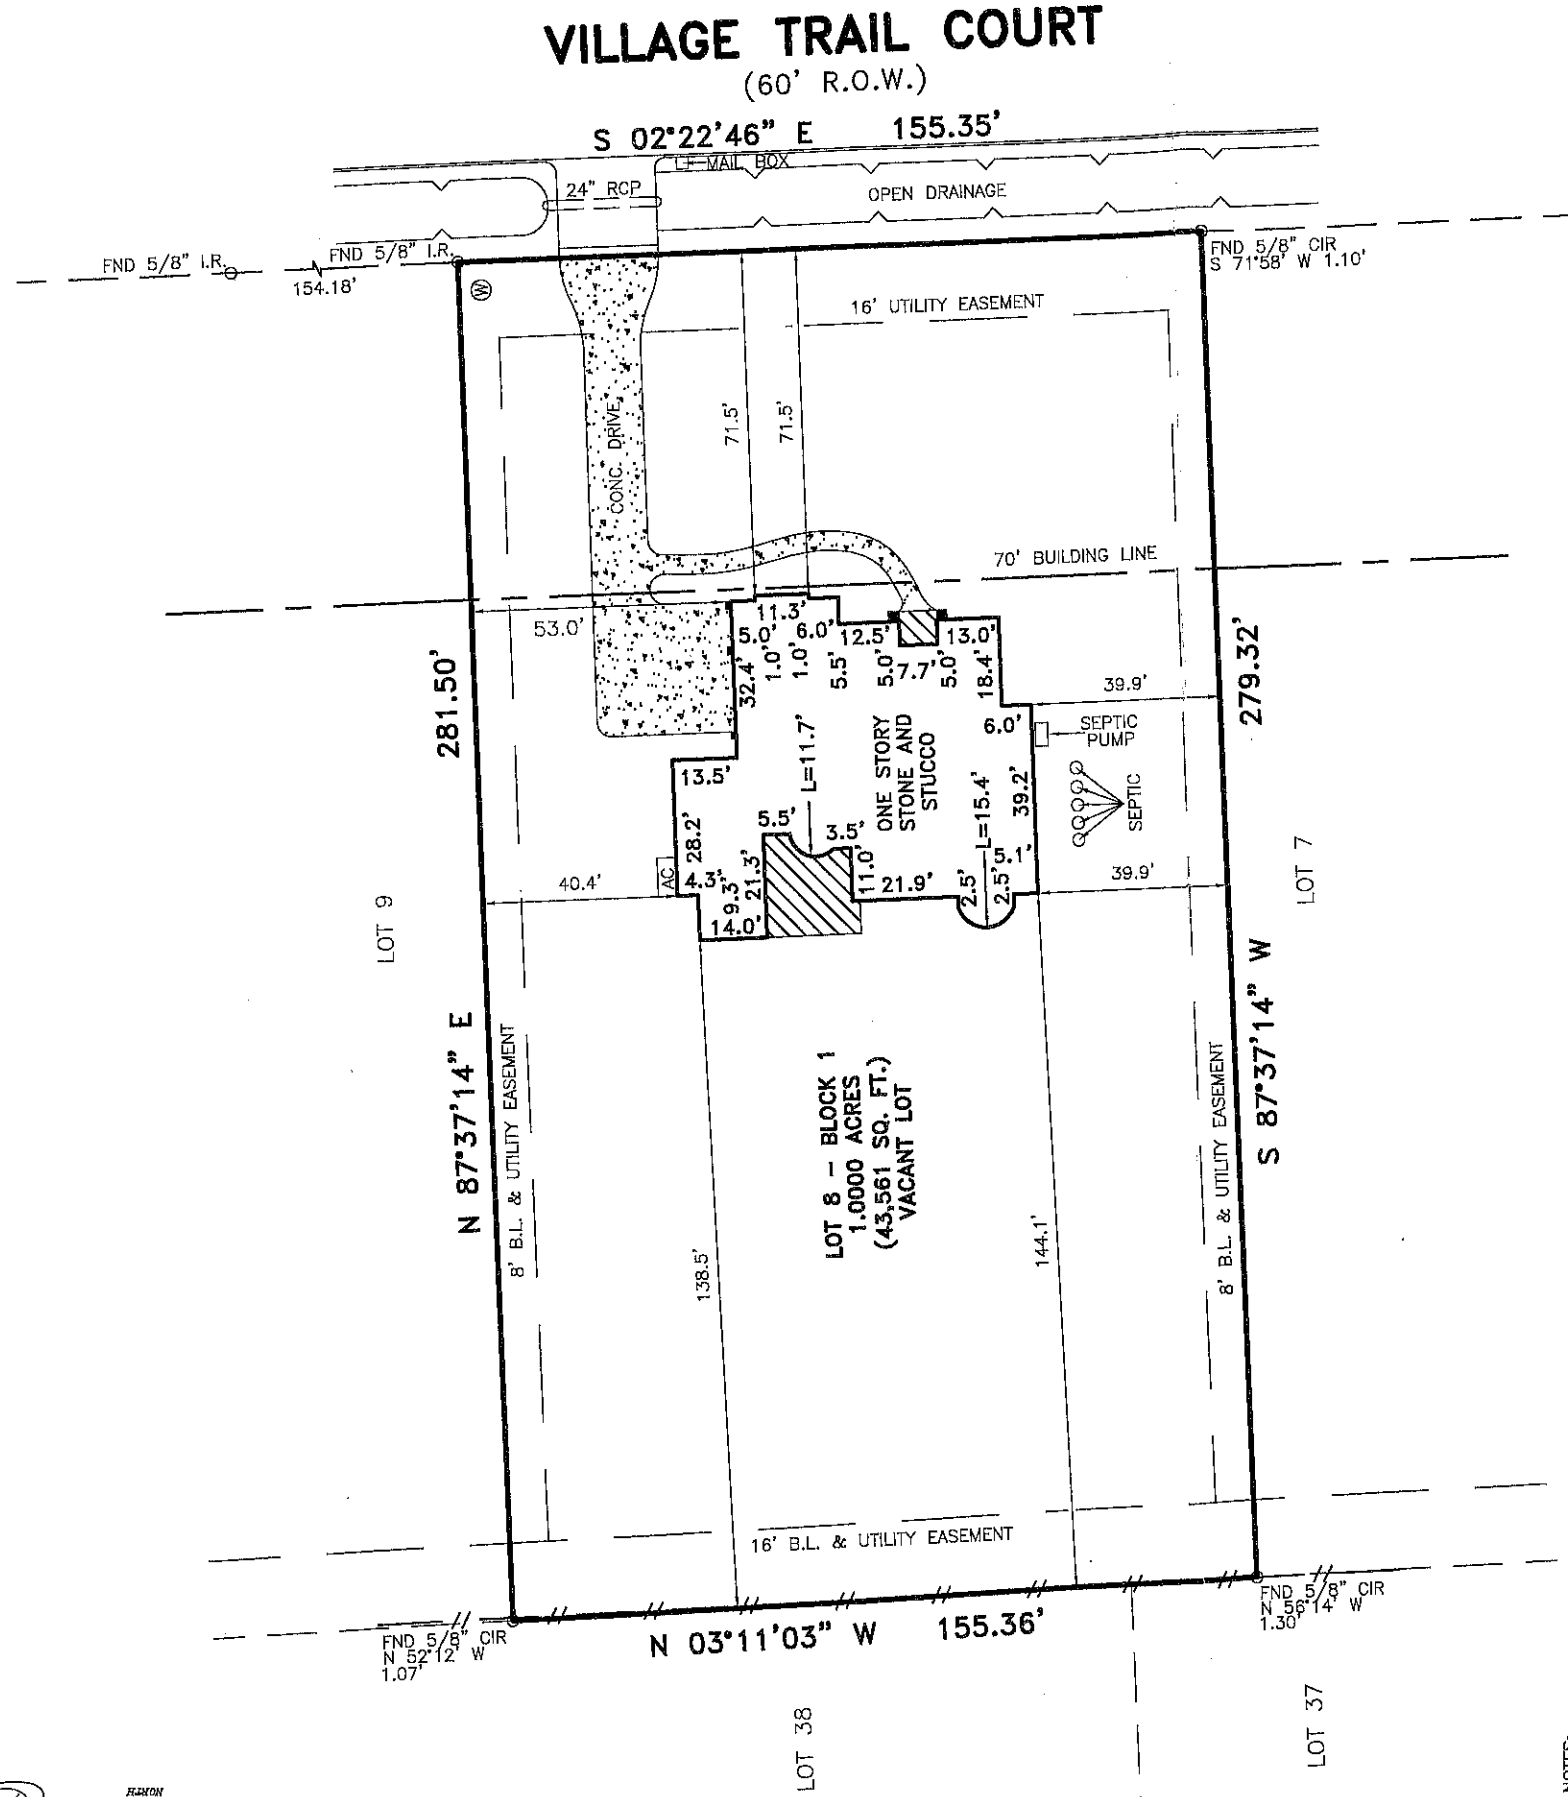 VILLAGE TRAIL COURT
(60' R.O.W.)
S 02°22'46" E 155.35'
MAIL BOX
24" RCP
OPEN DRAINAGE
FND 5/8" I.R.
154.18'
FND 5/8" I.R.
FND 5/8" CIR
S 71°58' W 1.10'
W
16' UTILITY EASEMENT
CONC. DRIVE
71.5'
71.5'
70' BUILDING LINE
53.0'
11.3'
5.0'
6.0'
12.5'
13.0'
1.0'
1.0'
5.5'
5.0'
7.7'
5.0'
32.4'
18.4'
281.50'
279.32'
39.9'
6.0'
SEPTIC
PUMP
ONE STORY
STONE AND
STUCCO
L=11.7'
13.5'
39.2'
SEPTIC
L=15.4'
5.5'
3.5'
28.2'
21.3'
11.0'
5.1'
AC
4.3'
9.3'
21.9'
2.5'
2.5'
14.0'
40.4'
39.9'
LOT 9
LOT 7
N 87°37'14" E
S 87°37'14" W
8' B.L. & UTILITY EASEMENT
8' B.L. & UTILITY EASEMENT
LOT 8 - BLOCK 1
1.0000 ACRES
(43,561 SQ. FT.)
VACANT LOT
138.5'
144.1'
16' B.L. & UTILITY EASEMENT
FND 5/8" CIR
N 52°12' W
1.07'
N 03°11'03" W 155.36'
FND 5/8" CIR
N 56°14' W
1.30'
LOT 38
LOT 37
NORTH